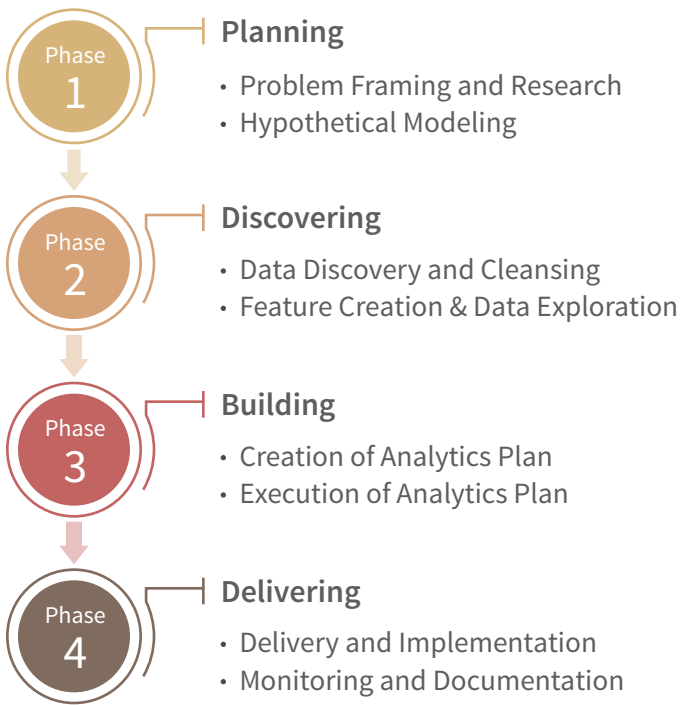 Phase
1
Planning
• Problem Framing and Research
• Hypothetical Modeling
Phase
2
Discovering
• Data Discovery and Cleansing
• Feature Creation & Data Exploration
Phase
3
Building
• Creation of Analytics Plan
• Execution of Analytics Plan
Phase
4
Delivering
• Delivery and Implementation
• Monitoring and Documentation